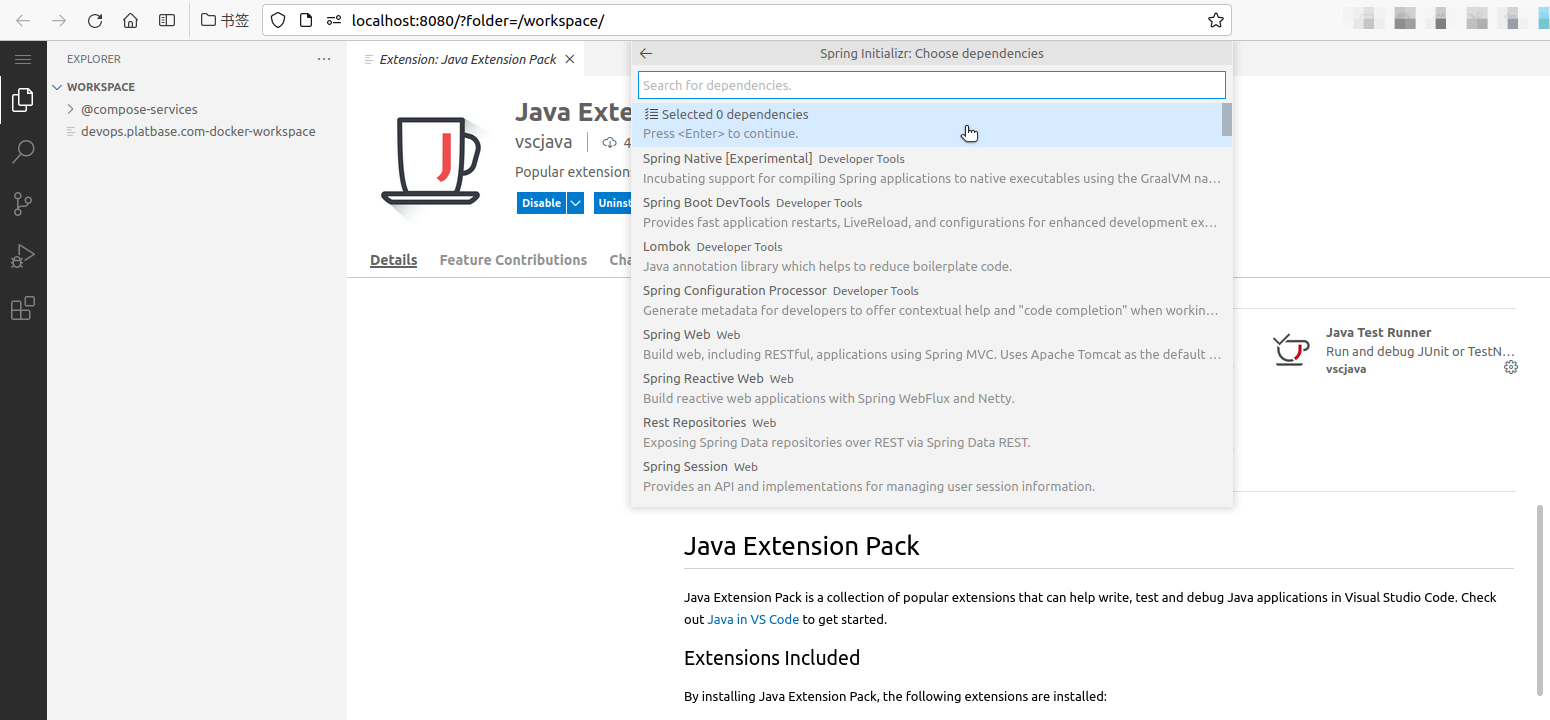 书签
localhost:8080/?folder=/workspace/
EXPLORER
WORKSPACE
@compose-services
devops.platbase.com-docker-workspace
Extension: Java Extension Pack
Java Exte
vscjava
4
Popular extension
Disable
Uninst
Details
Feature Contributions
Cha
Spring Initializr: Choose dependencies
Search for dependencies.
Selected 0 dependencies
Press <Enter> to continue.
Spring Native [Experimental] Developer Tools
Incubating support for compiling Spring applications to native executables using the GraalVM na...
Spring Boot DevTools Developer Tools
Provides fast application restarts, LiveReload, and configurations for enhanced development ex...
Lombok Developer Tools
Java annotation library which helps to reduce boilerplate code.
Spring Configuration Processor Developer Tools
Generate metadata for developers to offer contextual help and "code completion" when workin...
Spring Web Web
Build web, including RESTful, applications using Spring MVC. Uses Apache Tomcat as the default ...
Spring Reactive Web Web
Build reactive web applications with Spring WebFlux and Netty.
Rest Repositories Web
Exposing Spring Data repositories over REST via Spring Data REST.
Spring Session Web
Provides an API and implementations for managing user session information.
Java Test Runner
Run and debug JUnit or TestN...
vscjava
Java Extension Pack
Java Extension Pack is a collection of popular extensions that can help write, test and debug Java applications in Visual Studio Code. Check
out Java in VS Code to get started.
Extensions Included
By installing Java Extension Pack, the following extensions are installed: